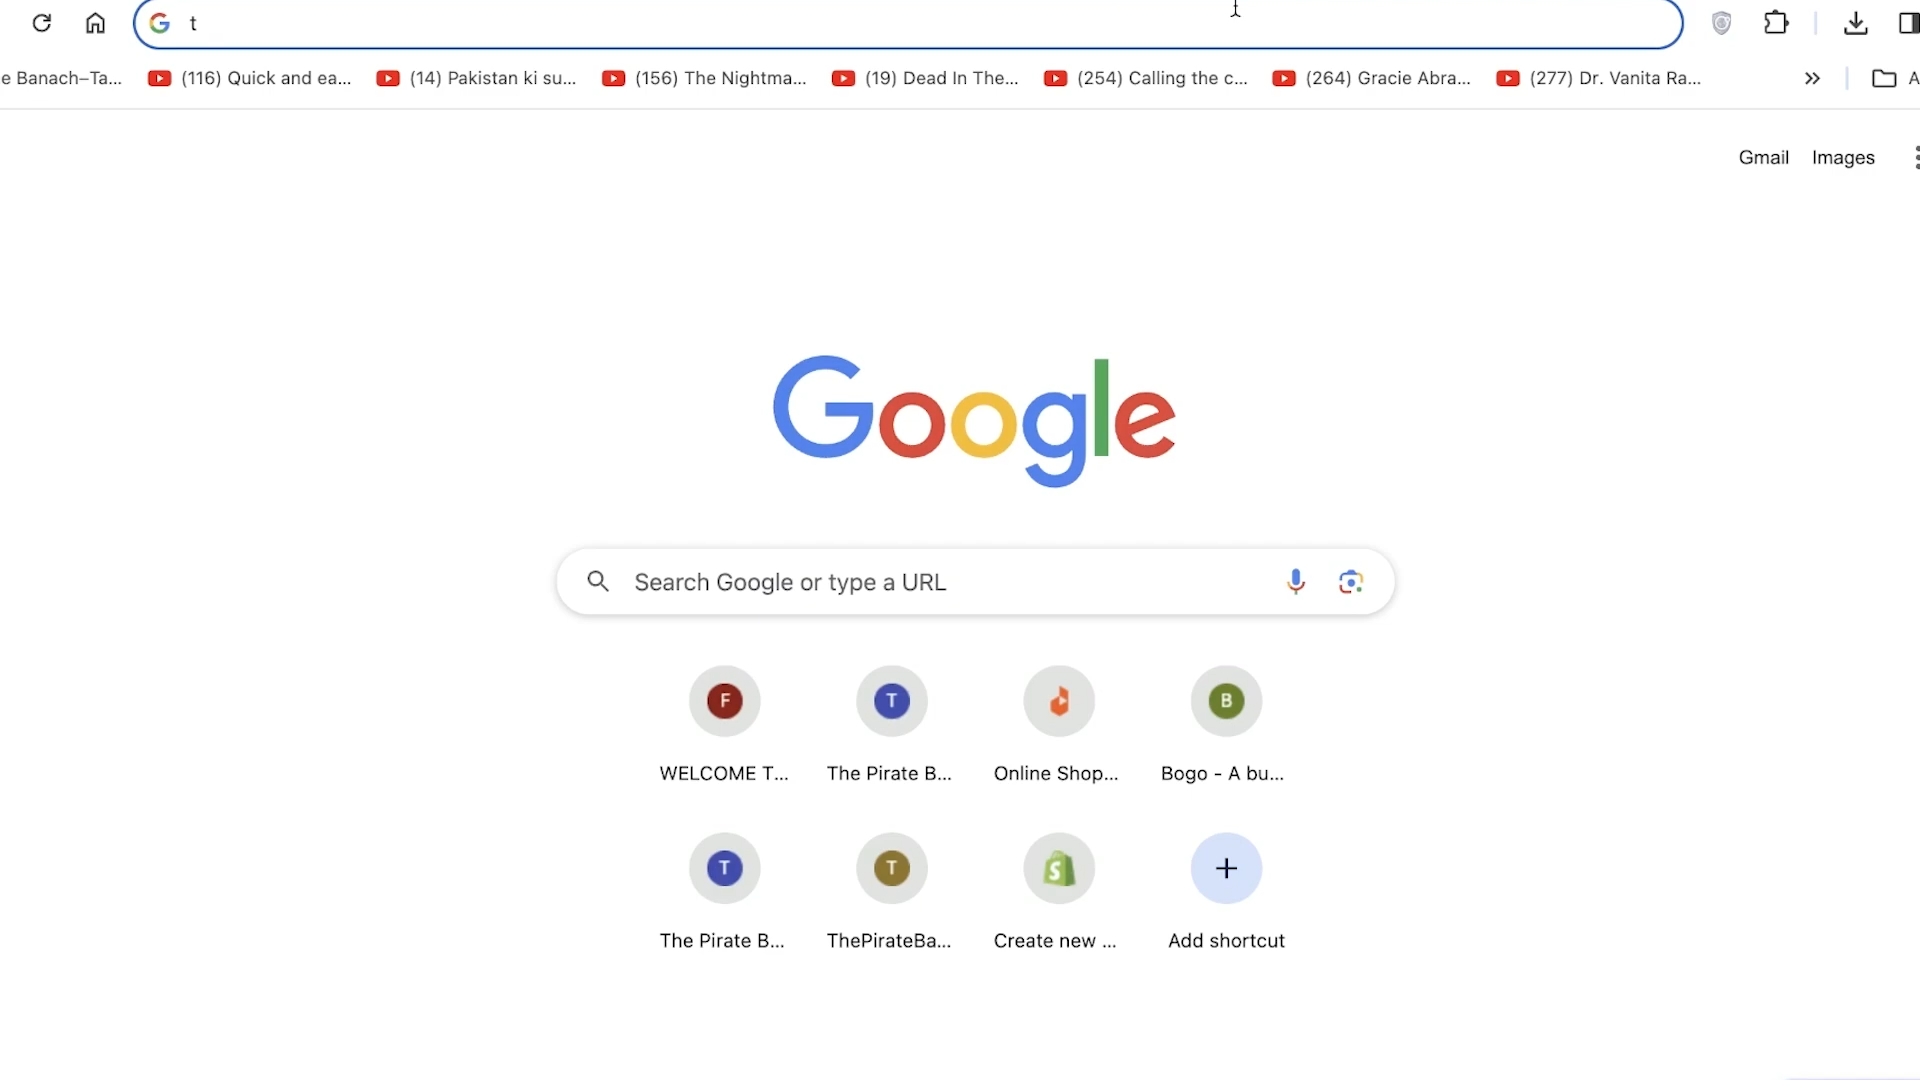 t
e Banach–Ta... (116) Quick and ea... (14) Pakistan ki su... (156) The Nightma... (19) Dead In The... (254) Calling the c... (264) Gracie Abra... (277) Dr. Vanita Ra... A
Gmail Images
Google
Search Google or type a URL
F T B
WELCOME T... The Pirate B... Online Shop... Bogo - A bu...
T T S
The Pirate B... ThePirateBa... Create new ... Add shortcut